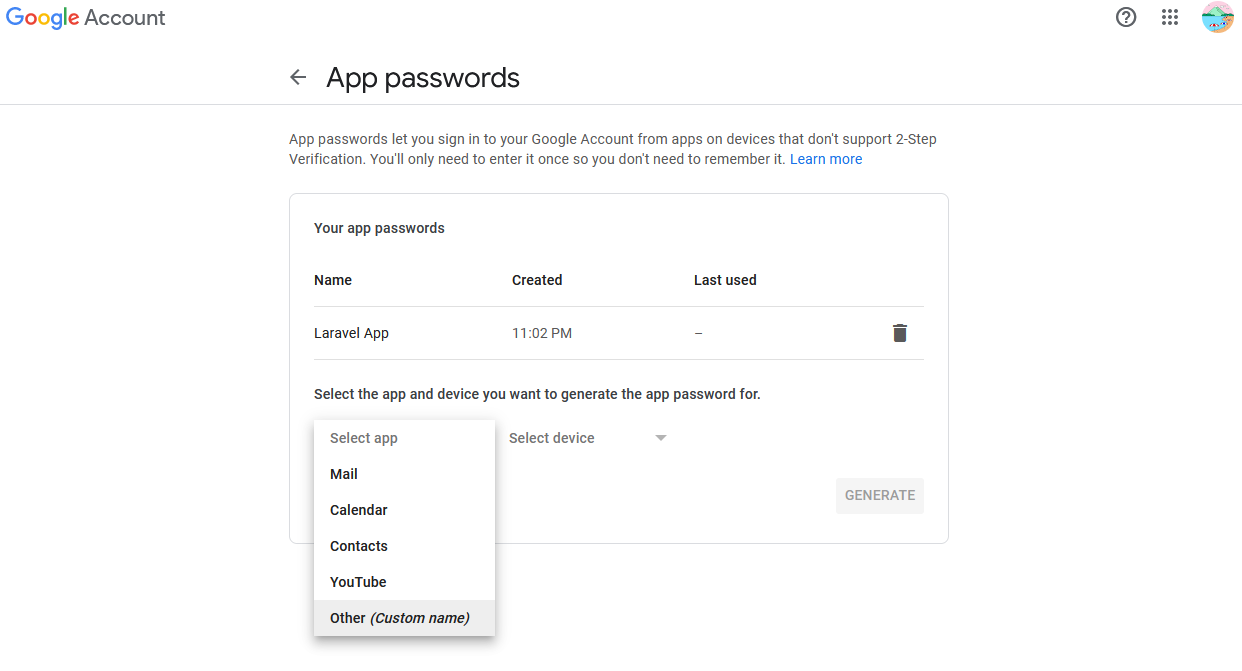 Google Account
App passwords
App passwords let you sign in to your Google Account from apps on devices that don't support 2-Step
Verification. You'll only need to enter it once so you don't need to remember it. Learn more
Your app passwords
Name Created Last used
Laravel App 11:02 PM –
Select the app and device you want to generate the app password for.
Select app Select device
Mail
Calendar
GENERATE
Contacts
YouTube
Other (Custom name)